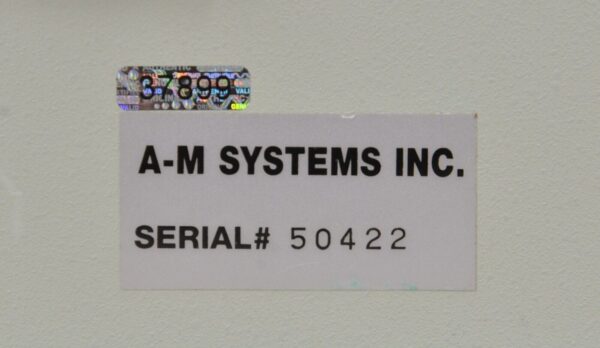 A-M SYSTEMS INC.
SERIAL# 50422